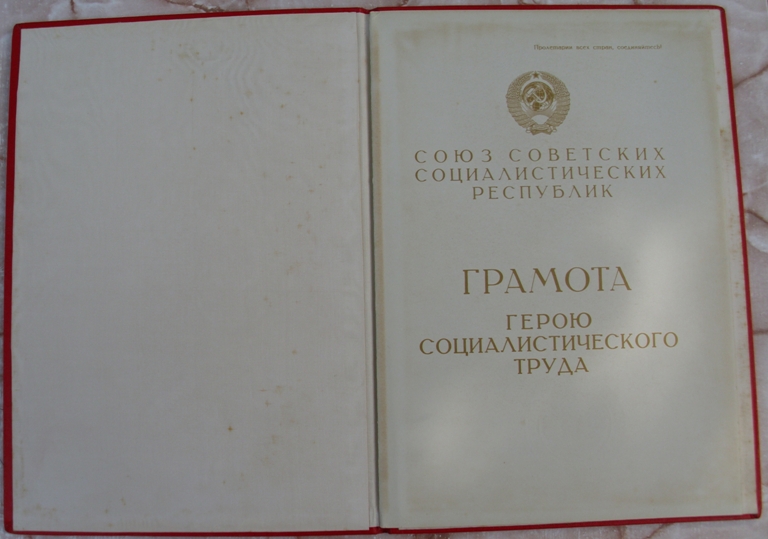 Пролетарии всех стран, соединяйтесь!
СОЮЗ СОВЕТСКИХ
СОЦИАЛИСТИЧЕСКИХ
РЕСПУБЛИК
ГРАМОТА
ГЕРОЮ
СОЦИАЛИСТИЧЕСКОГО
ТРУДА